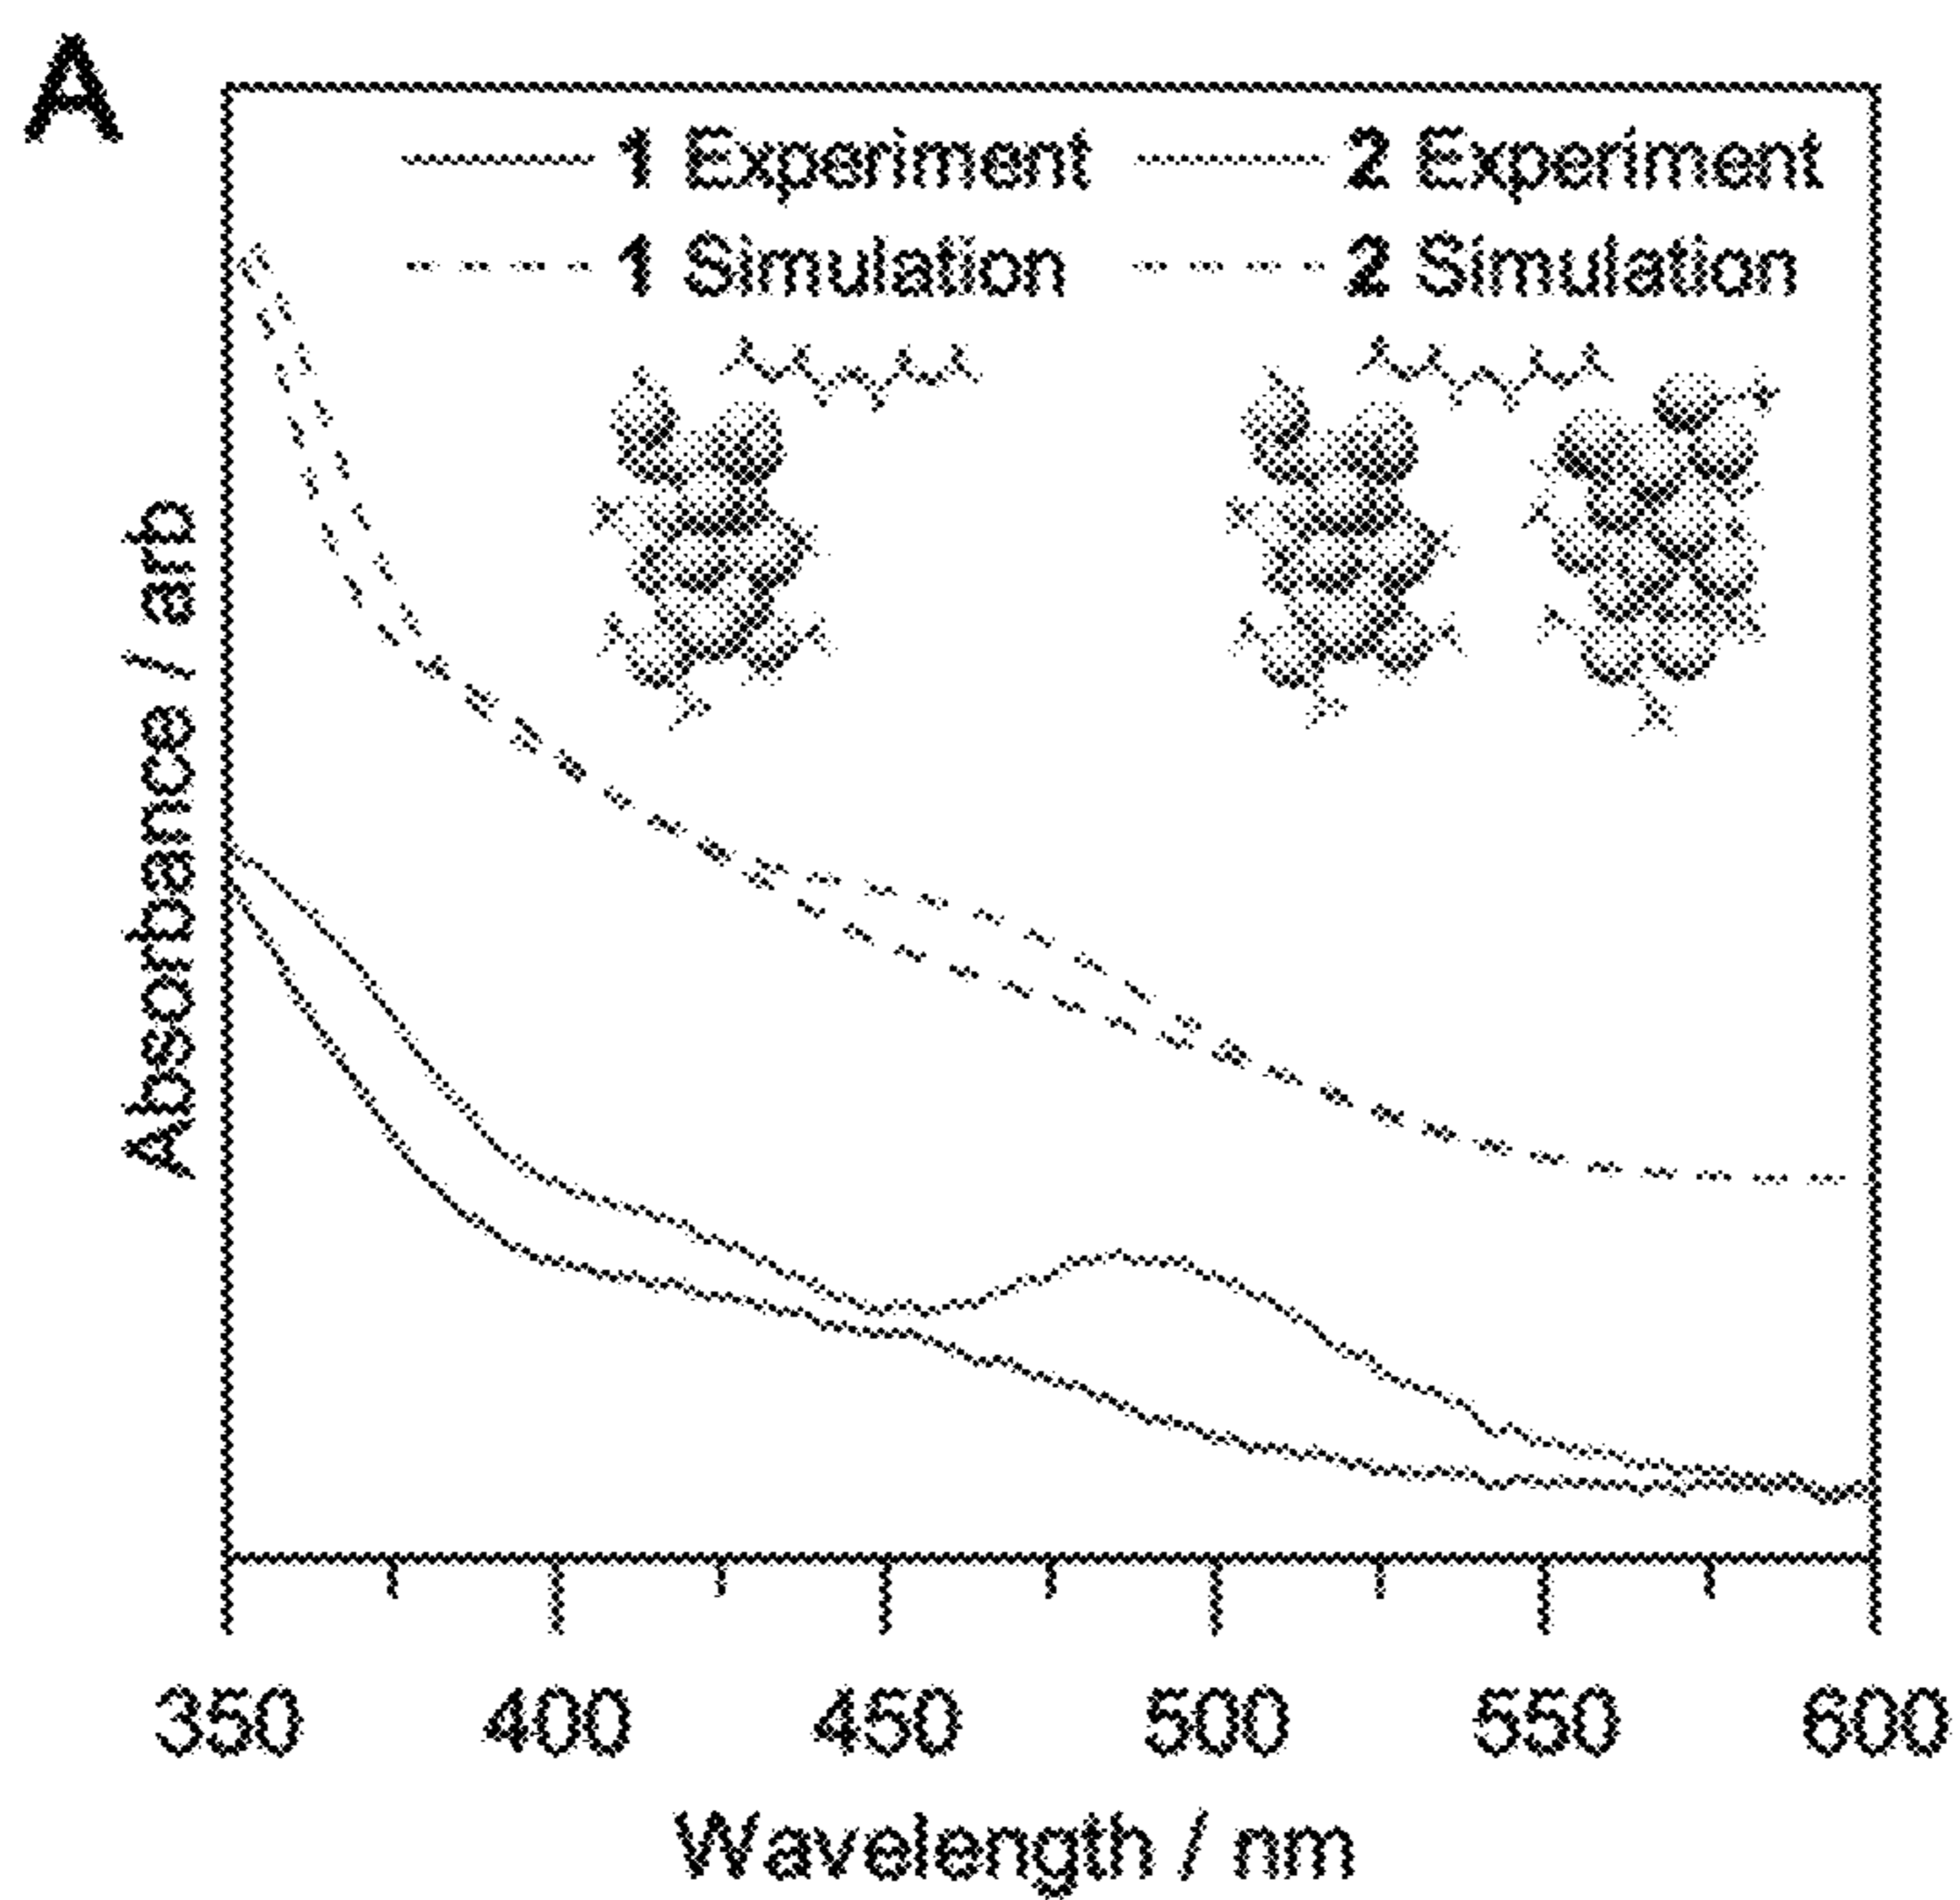 A
1 Experiment 2 Experiment
1 Simulation 2 Simulation
Absorbance / arb
350 400 450 500 550 600
Wavelength / nm